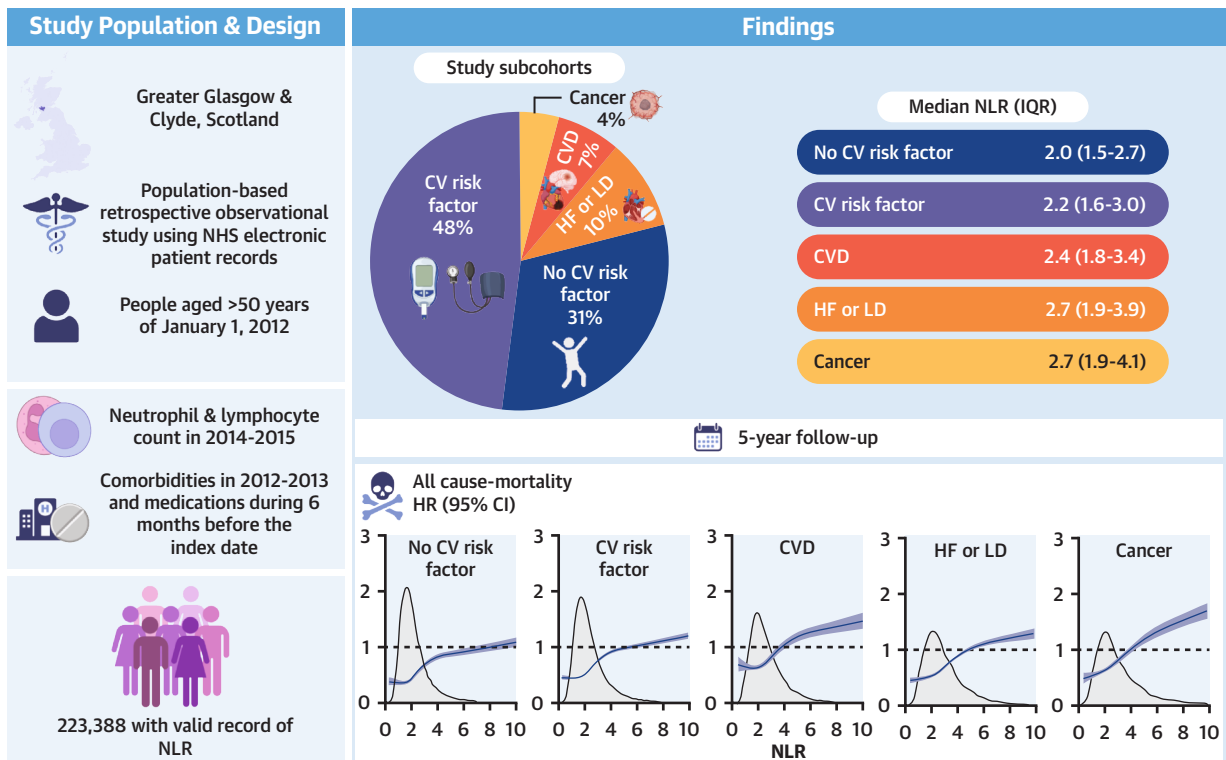 Study Population & Design
Greater Glasgow &
Clyde, Scotland
Population-based
retrospective observational
study using NHS electronic
patient records
People aged >50 years
of January 1, 2012
Neutrophil & lymphocyte
count in 2014-2015
H
Comorbidities in 2012-2013
and medications during 6
months before the
index date
223,388 with valid record of
NLR
Findings
Study subcohorts
Cancer
4%
CVD
7%
HF or LD
10%
CV risk
factor
48%
No CV risk
factor
31%
Median NLR (IQR)
No CV risk factor 2.0 (1.5-2.7)
CV risk factor 2.2 (1.6-3.0)
CVD 2.4 (1.8-3.4)
HF or LD 2.7 (1.9-3.9)
Cancer 2.7 (1.9-4.1)
5-year follow-up
All cause-mortality
HR (95% CI)
No CV risk
factor
3
2
1
0
0 2 4 6 8 10
CV risk
factor
3
2
1
0
0 2 4 6 8 10
CVD
3
2
1
0
0 2 4 6 8 10
HF or LD
3
2
1
0
0 2 4 6 8 10
Cancer
3
2
1
0
0 2 4 6 8 10
NLR